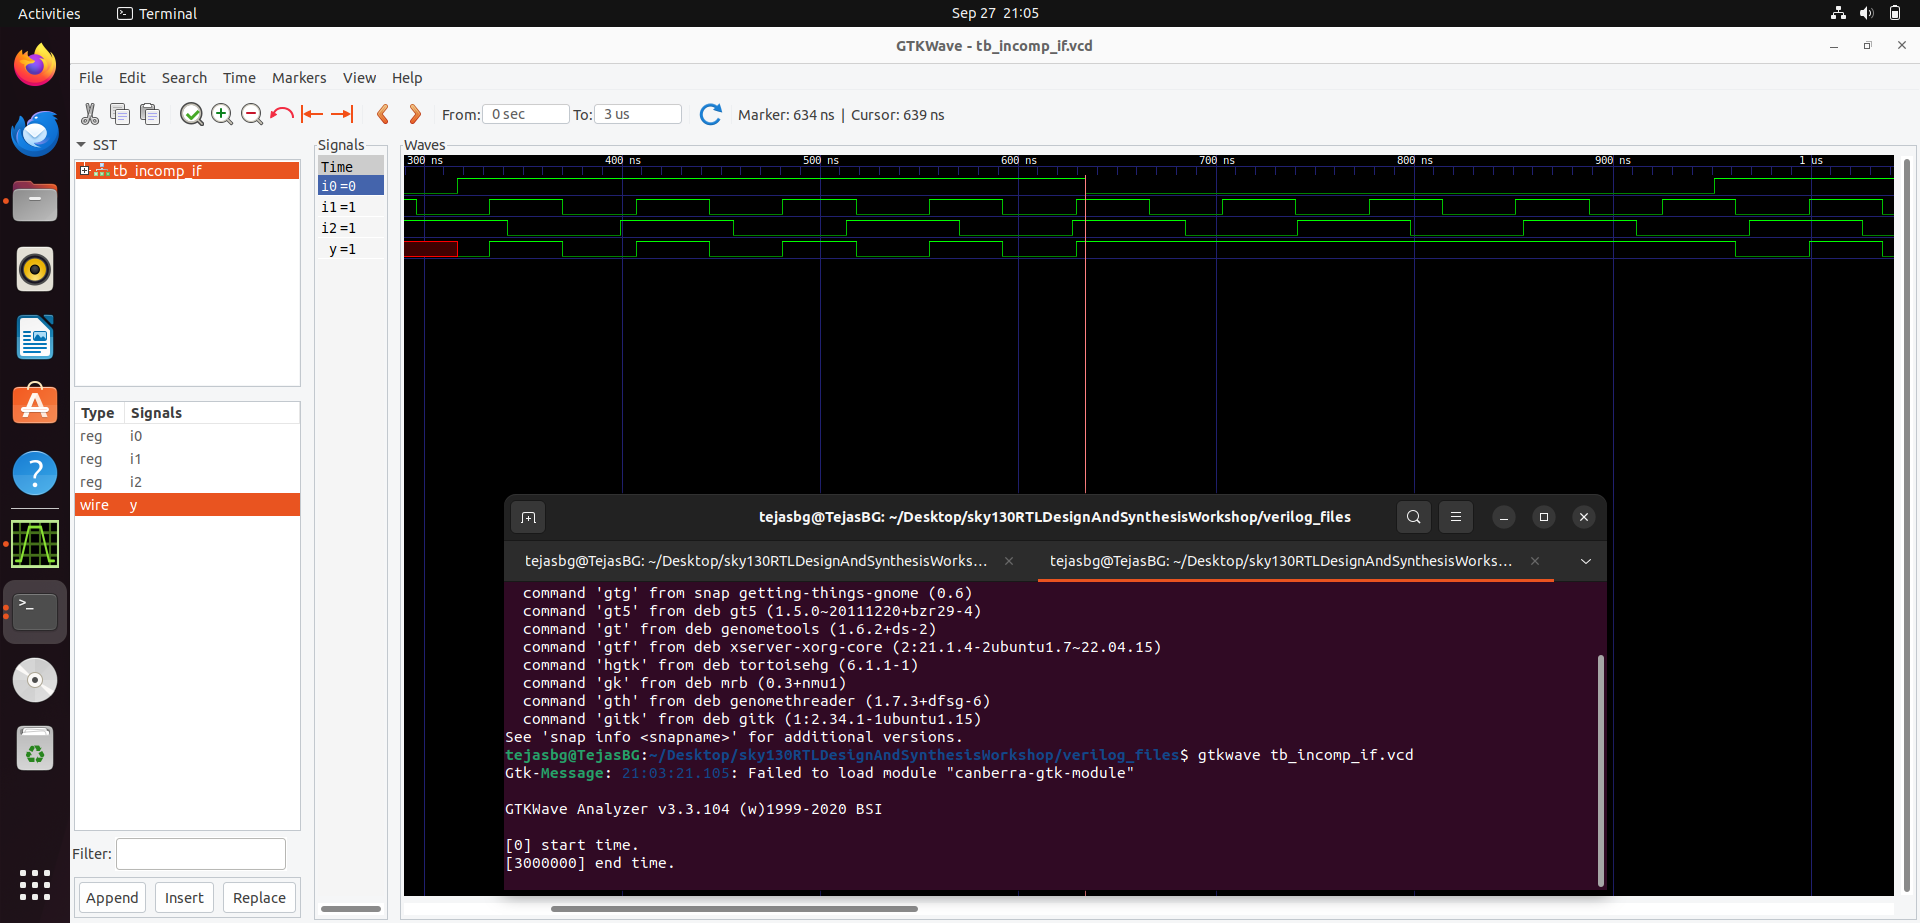 Activities
Terminal
Sep 27 21:05
GTKWave - tb_incomp_if.vcd
File Edit Search Time Markers View Help
From: 0 sec To: 3 us Marker: 634 ns | Cursor: 639 ns
SST
tb_incomp_if
Signals
Time
i0=0
i1=1
i2=1
y=1
Waves
300 ns 400 ns 500 ns 600 ns 700 ns 800 ns 900 ns 1 us
Type Signals
reg i0
reg i1
reg i2
wire y
Filter:
Append Insert Replace
tejasbg@TejasBG: ~/Desktop/sky130RTLDesignAndSynthesisWorkshop/verilog_files
tejasbg@TejasBG: ~/Desktop/sky130RTLDesignAndSynthesisWorks... × tejasbg@TejasBG: ~/Desktop/sky130RTLDesignAndSynthesisWorks... ×
command 'gtg' from snap getting-things-gnome (0.6)
command 'gt5' from deb gt5 (1.5.0~20111220+bzr29-4)
command 'gt' from deb genometools (1.6.2+ds-2)
command 'gtf' from deb xserver-xorg-core (2:21.1.4-2ubuntu1.7~22.04.15)
command 'hgtk' from deb tortoisehg (6.1.1-1)
command 'gk' from deb mrb (0.3+nmu1)
command 'gth' from deb genomethreader (1.7.3+dfsg-6)
command 'gitk' from deb gitk (1:2.34.1-1ubuntu1.15)
See 'snap info <snapname>' for additional versions.
tejasbg@TejasBG:~/Desktop/sky130RTLDesignAndSynthesisWorkshop/verilog_files$ gtkwave tb_incomp_if.vcd
Gtk-Message: 21:03:21.105: Failed to load module "canberra-gtk-module"
GTKWave Analyzer v3.3.104 (w)1999-2020 BSI
[0] start time.
[3000000] end time.